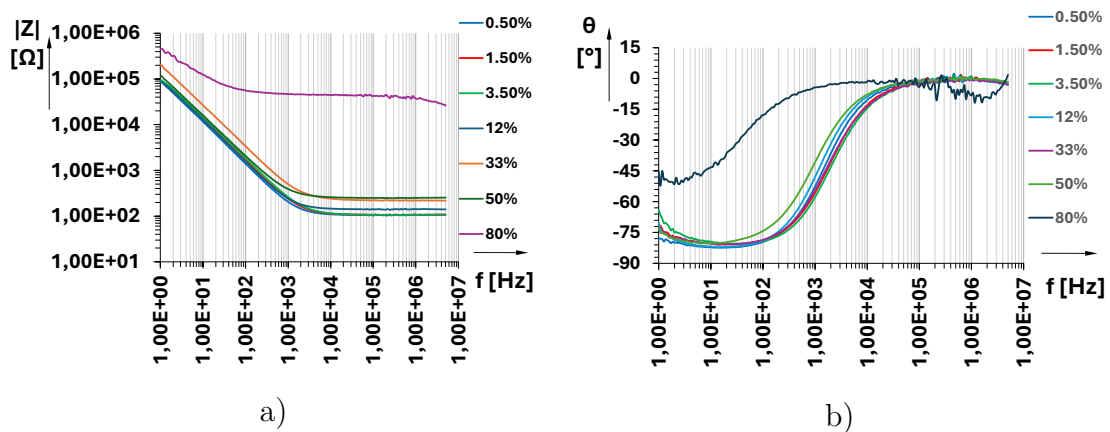 |Z|
[Ω]
1,00E+06
1,00E+05
1,00E+04
1,00E+03
1,00E+02
1,00E+01
1,00E+00
1,00E+01
1,00E+02
1,00E+03
1,00E+04
1,00E+05
1,00E+06
1,00E+07
f [Hz]
0.50%
1.50%
3.50%
12%
33%
50%
80%
a)
θ
[°]
15
0
-15
-30
-45
-60
-75
-90
1,00E+00
1,00E+01
1,00E+02
1,00E+03
1,00E+04
1,00E+05
1,00E+06
1,00E+07
f [Hz]
0.50%
1.50%
3.50%
12%
33%
50%
80%
b)